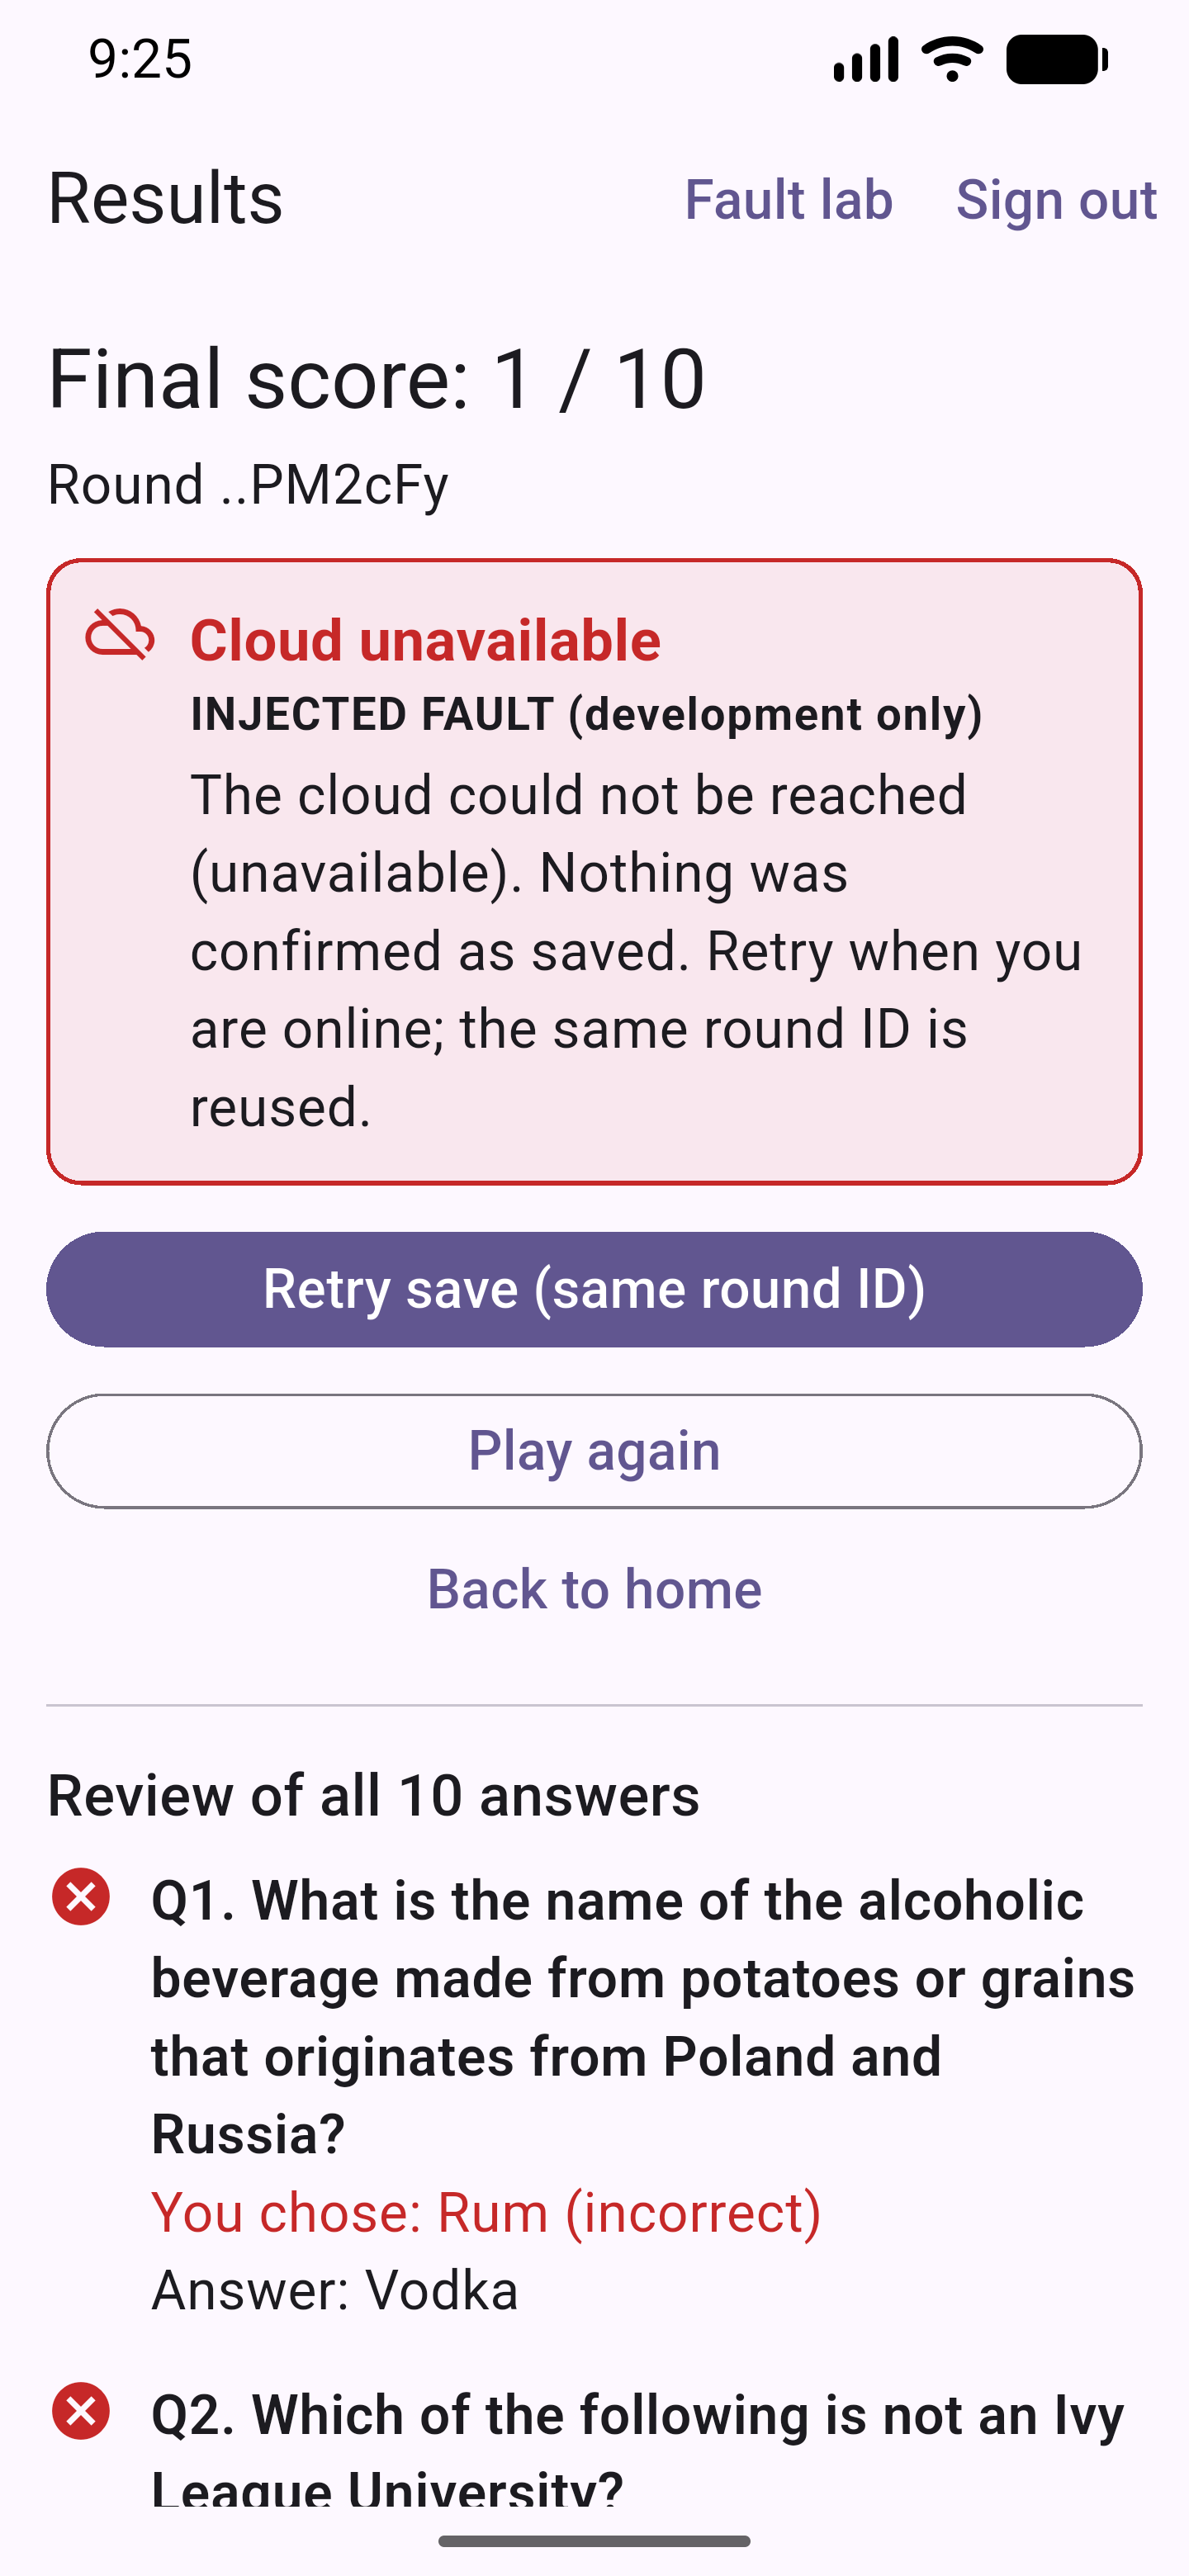 9:25
Results
Fault lab
Sign out
Final score: 1 / 10
Round ..PM2cFy
Cloud unavailable
INJECTED FAULT (development only)
The cloud could not be reached
(unavailable). Nothing was
confirmed as saved. Retry when you
are online; the same round ID is
reused.
Retry save (same round ID)
Play again
Back to home
Review of all 10 answers
Q1. What is the name of the alcoholic
beverage made from potatoes or grains
that originates from Poland and
Russia?
You chose: Rum (incorrect)
Answer: Vodka
Q2. Which of the following is not an Ivy
League University?